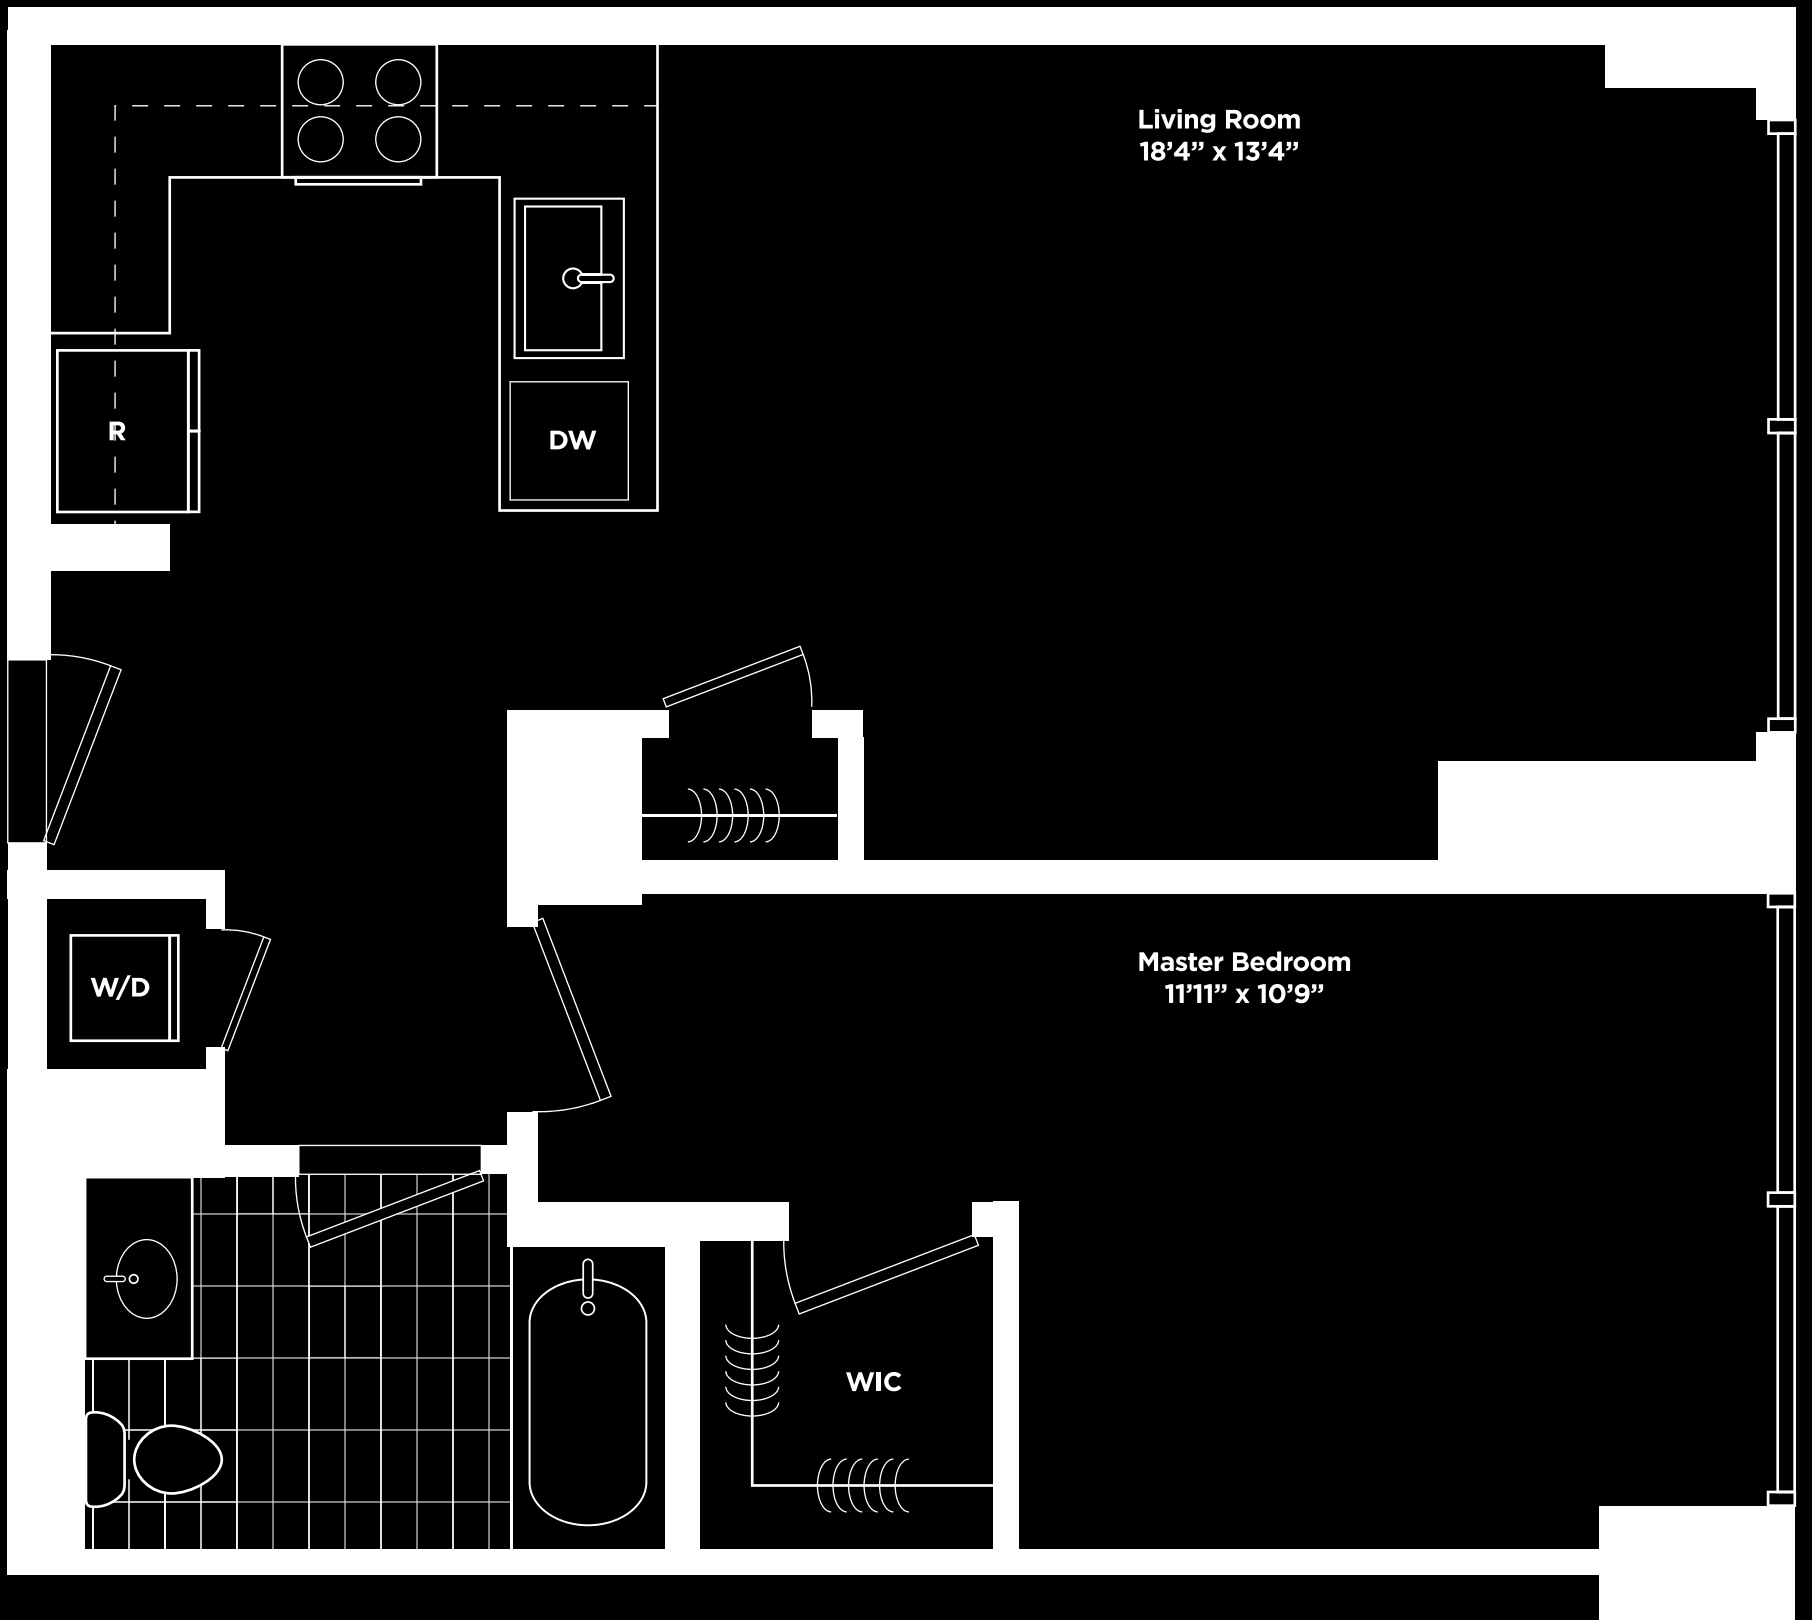 Living Room
18’4” x 13’4”
R
DW
W/D
Master Bedroom
11’11” x 10’9”
WIC